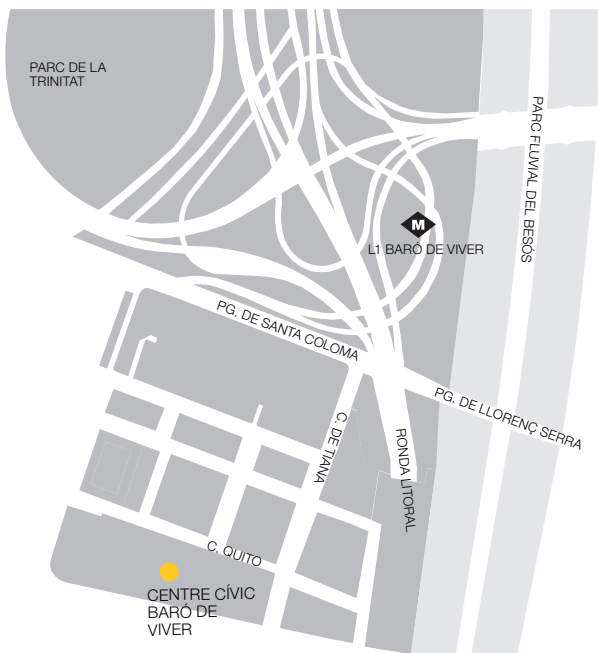 PARC DE LA
TRINITAT
PARC FLUVIAL DEL BESÓS
M
L1 BARÓ DE VIVER
PG. DE SANTA COLOMA
PG. DE LLORENÇ SERRA
C. DE TIANA
RONDA LITORAL
C. QUITO
CENTRE CÍVIC
BARÓ DE
VIVER